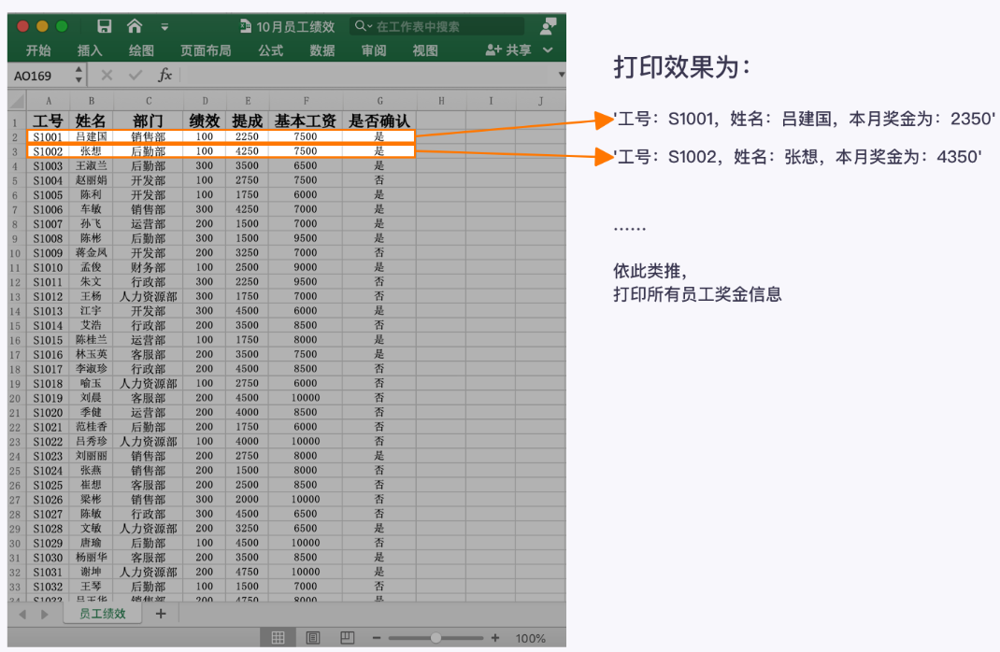 10月员工绩效
在工作表中搜索
开始 插入 绘图 页面布局 公式 数据 审阅 视图 共享
AO169 fx
A B C D E F G H I J
1 工号 姓名 部门 绩效 提成 基本工资 是否确认
2 S1001 吕建国 销售部 100 2250 7500 是
3 S1002 张想 后勤部 100 4250 7500 是
4 S1003 王淑兰 后勤部 300 3500 6500 是
5 S1004 赵丽娟 开发部 100 2750 7500 否
6 S1005 陈利 开发部 100 1750 6000 是
7 S1006 车敏 销售部 300 4250 7000 是
8 S1007 孙飞 运营部 200 1500 7000 是
9 S1008 陈彬 后勤部 300 1500 9500 是
10 S1009 蒋金凤 开发部 200 3250 7000 否
11 S1010 孟俊 财务部 100 2500 9000 是
12 S1011 朱文 行政部 300 2250 9500 否
13 S1012 王杨 人力资源部 300 1750 7000 否
14 S1013 江宇 开发部 300 4500 6000 是
15 S1014 艾浩 行政部 200 3500 8500 否
16 S1015 陈桂兰 运营部 100 1750 8000 是
17 S1016 林玉英 客服部 200 3500 7500 是
18 S1017 李淑珍 行政部 200 4500 8500 否
19 S1018 喻玉 人力资源部 100 2750 6000 否
20 S1019 刘晨 客服部 200 4500 10000 否
21 S1020 季健 运营部 200 4000 8500 否
22 S1021 范桂香 后勤部 200 1750 6000 否
23 S1022 吕秀珍 人力资源部 100 4000 10000 否
24 S1023 刘丽丽 销售部 200 2750 8000 是
25 S1024 张燕 销售部 200 1500 8000 否
26 S1025 崔想 客服部 200 2500 8500 否
27 S1026 梁彬 销售部 300 2000 10000 否
28 S1027 陈敏 行政部 300 4500 6500 否
29 S1028 文敏 人力资源部 200 3250 6500 是
30 S1029 唐瑜 后勤部 100 4500 10000 否
31 S1030 杨丽华 客服部 200 3500 8500 是
32 S1031 谢坤 人力资源部 200 4750 10000 是
33 S1032 王琴 后勤部 100 1500 7000 否
34 S1033 吕玉华 销售部 200 4750 8000 是
员工绩效 +
100%
打印效果为：
'工号：S1001，姓名：吕建国，本月奖金为：2350'
'工号：S1002，姓名：张想，本月奖金为：4350'
……
依此类推，
打印所有员工奖金信息